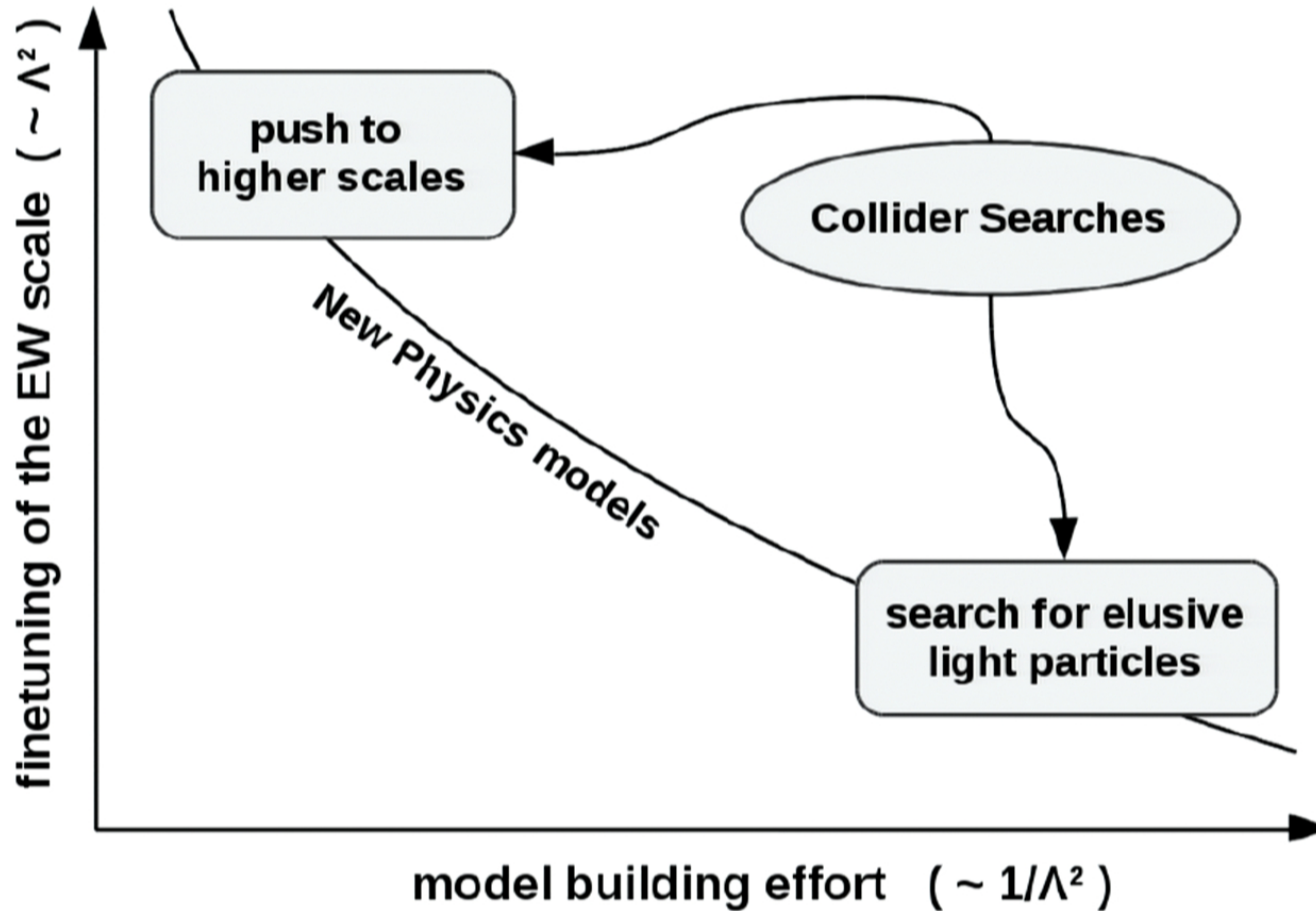 finetuning of the EW scale ( ~ Λ² )
push to
higher scales
Collider Searches
New Physics models
search for elusive
light particles
model building effort ( ~ 1/Λ² )